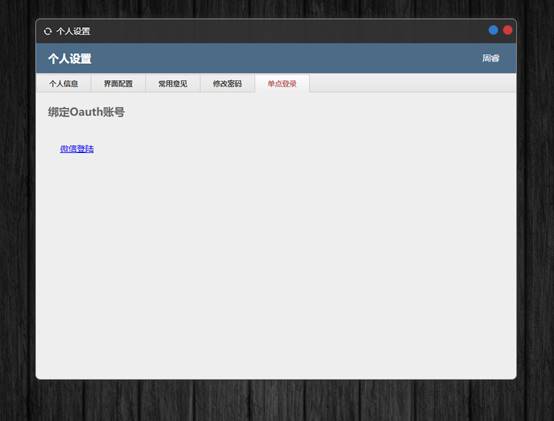 个人设置
个人设置
周睿
个人信息 界面配置 常用意见 修改密码 单点登录
绑定Oauth账号
微信登陆